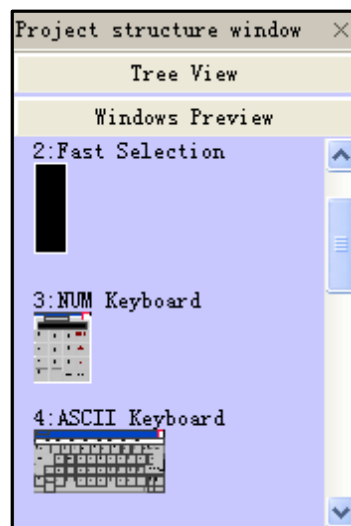 Project structure window
Tree View
Windows Preview
2:Fast Selection
3:NUM Keyboard
4:ASCII Keyboard